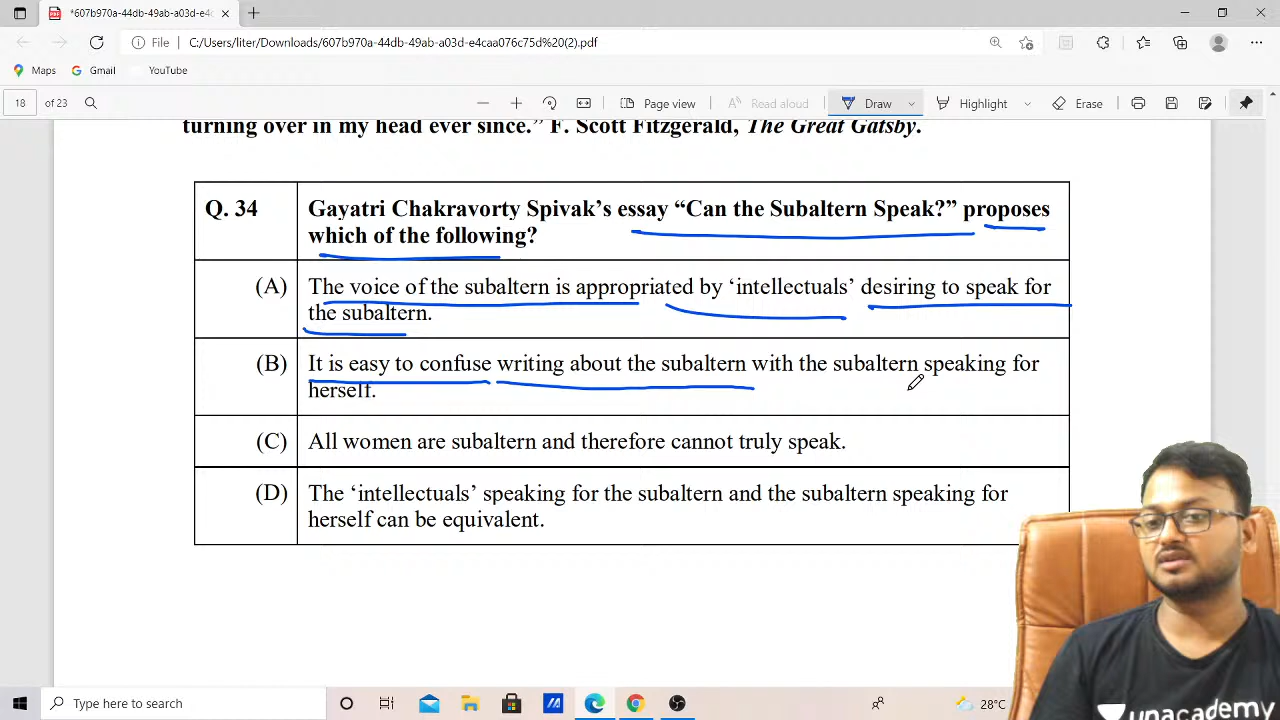 *607b970a-44db-49ab-a03d-e4c
File
C:/Users/liter/Downloads/607b970a-44db-49ab-a03d-e4caa076c75d%20(2).pdf
Maps
Gmail
YouTube
18
of 23
Page view
Read aloud
Draw
Highlight
Erase
turning over in my head ever since.” F. Scott Fitzgerald, The Great Gatsby.
Q. 34
Gayatri Chakravorty Spivak’s essay “Can the Subaltern Speak?” proposes
which of the following?
(A)
The voice of the subaltern is appropriated by ‘intellectuals’ desiring to speak for
the subaltern.
(B)
It is easy to confuse writing about the subaltern with the subaltern speaking for
herself.
(C)
All women are subaltern and therefore cannot truly speak.
(D)
The ‘intellectuals’ speaking for the subaltern and the subaltern speaking for
herself can be equivalent.
unacademy
Type here to search
28°C